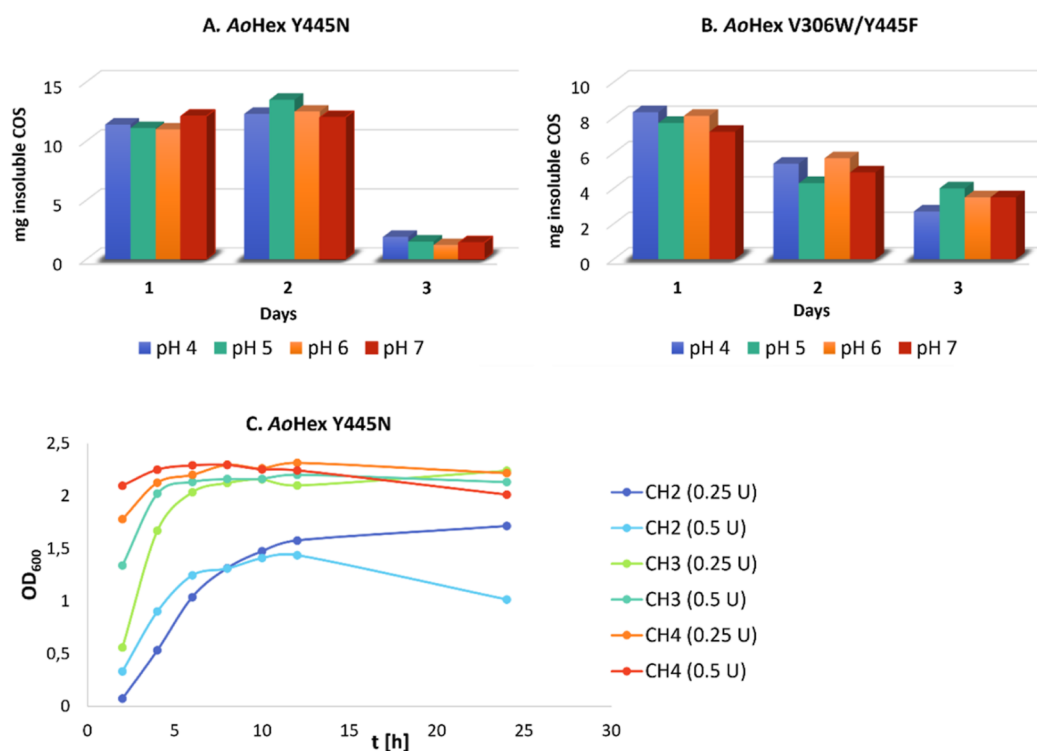 A. AoHex Y445N
mg insoluble COS
15
10
5
0
1 2 3
Days
pH 4 pH 5 pH 6 pH 7
B. AoHex V306W/Y445F
mg insoluble COS
10
8
6
4
2
0
1 2 3
Days
pH 4 pH 5 pH 6 pH 7
C. AoHex Y445N
OD600
2,5
2
1,5
1
0,5
0
0 5 10 15 20 25 30
t [h]
CH2 (0.25 U)
CH2 (0.5 U)
CH3 (0.25 U)
CH3 (0.5 U)
CH4 (0.25 U)
CH4 (0.5 U)